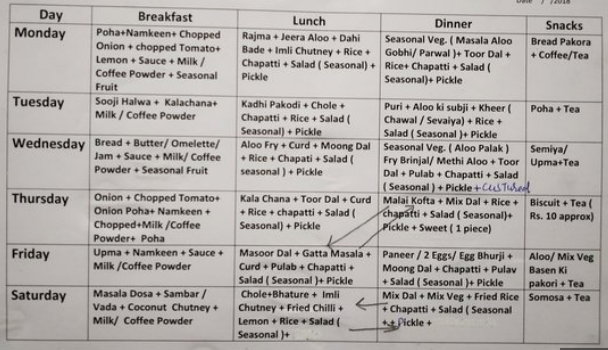 Date / /2018
Day Breakfast Lunch Dinner Snacks
Monday
Poha+Namkeen+ Chopped
Onion + chopped Tomato+
Lemon + Sauce + Milk /
Coffee Powder + Seasonal
Fruit
Rajma + Jeera Aloo + Dahi
Bade + Imli Chutney + Rice +
Chapatti + Salad ( Seasonal) +
Pickle
Seasonal Veg. ( Masala Aloo
Gobhi/ Parwal )+ Toor Dal +
Rice+ Chapati + Salad (
Seasonal)+ Pickle
Bread Pakora
+ Coffee/Tea
Tuesday
Sooji Halwa + Kalachana+
Milk / Coffee Powder
Kadhi Pakodi + Chole +
Chapatti + Rice + Salad (
Seasonal) + Pickle
Puri + Aloo ki subji + Kheer (
Chawal / Sevaiya) + Rice +
Salad ( Seasonal )+ Pickle
Poha + Tea
Wednesday
Bread + Butter/ Omelette/
Jam + Sauce + Milk/ Coffee
Powder + Seasonal Fruit
Aloo Fry + Curd + Moong Dal
+ Rice + Chapati + Salad (
seasonal ) + Pickle
Seasonal Veg. (Aloo Palak )
Fry Brinjal/ Methi Aloo + Toor
Dal + Pulab + Chapati + Salad
( Seasonal ) + Pickle + Custured
Semiya/
Upma+Tea
Thursday
Onion + Chopped Tomato+
Onion Poha+ Namkeen +
Chopped+Milk /Coffee
Powder+ Poha
Kala Chana + Toor Dal + Curd
+ Rice + chapatti + Salad (
Seasonal) + Pickle
Malai Kofta + Mix Dal + Rice +
chapatti + Salad ( Seasonal)+
Pickle + Sweet ( 1 piece)
Biscuit + Tea (
Rs. 10 approx)
Friday
Upma + Namkeen + Sauce +
Milk /Coffee Powder
Masoor Dal + Gatta Masala +
Curd + Pulab + Chapatti +
Salad ( Seasonal )+ Pickle
Paneer / 2 Eggs/ Egg Bhurji +
Moong Dal + Chapatti + Pulav
+ Salad ( Seasonal )+ Pickle
Aloo/ Mix Veg
Basen Ki
pakori + Tea
Saturday
Masala Dosa + Sambar /
Vada + Coconut Chutney +
Milk/ Coffee Powder
Chole+Bhature + Imli
Chutney + Fried Chilli +
Lemon + Rice + Salad (
Seasonal )+
Mix Dal + Mix Veg + Fried Rice
+ Chapatti + Salad ( Seasonal
++ Pickle +
Somosa + Tea